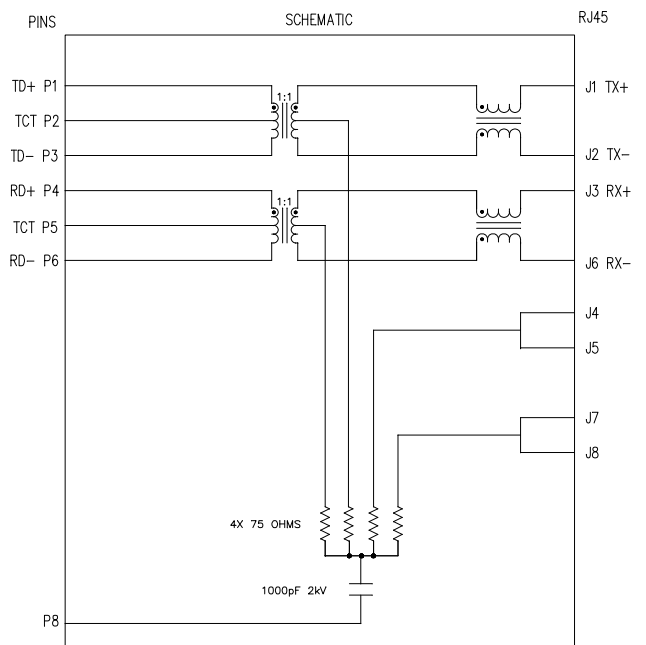 PINS SCHEMATIC RJ45
TD+ P1 1:1 J1 TX+
TCT P2
TD- P3 J2 TX-
RD+ P4 1:1 J3 RX+
TCT P5
RD- P6 J6 RX-
J4
J5
J7
J8
4X 75 OHMS
1000pF 2kV
P8